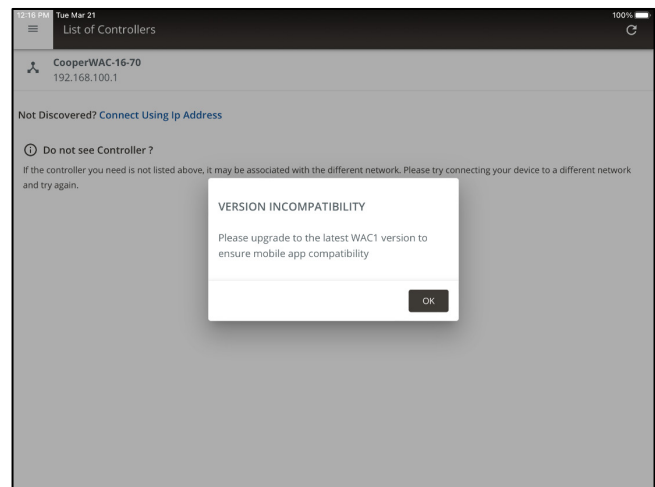 12:16 PM Tue Mar 21
100%
List of Controllers
CooperWAC-16-70
192.168.100.1
Not Discovered? Connect Using Ip Address
Do not see Controller ?
If the controller you need is not listed above, it may be associated with the different network. Please try connecting your device to a different network
and try again.
VERSION INCOMPATIBILITY
Please upgrade to the latest WAC1 version to
ensure mobile app compatibility
OK